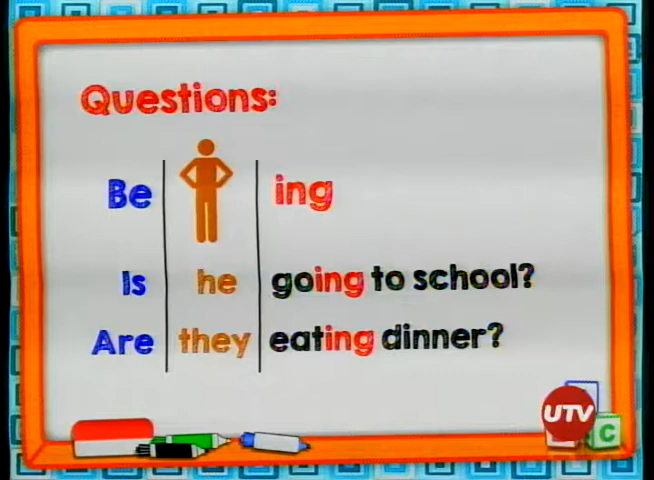 Questions:
Be ing
Is he going to school?
Are they eating dinner?
UTV
C